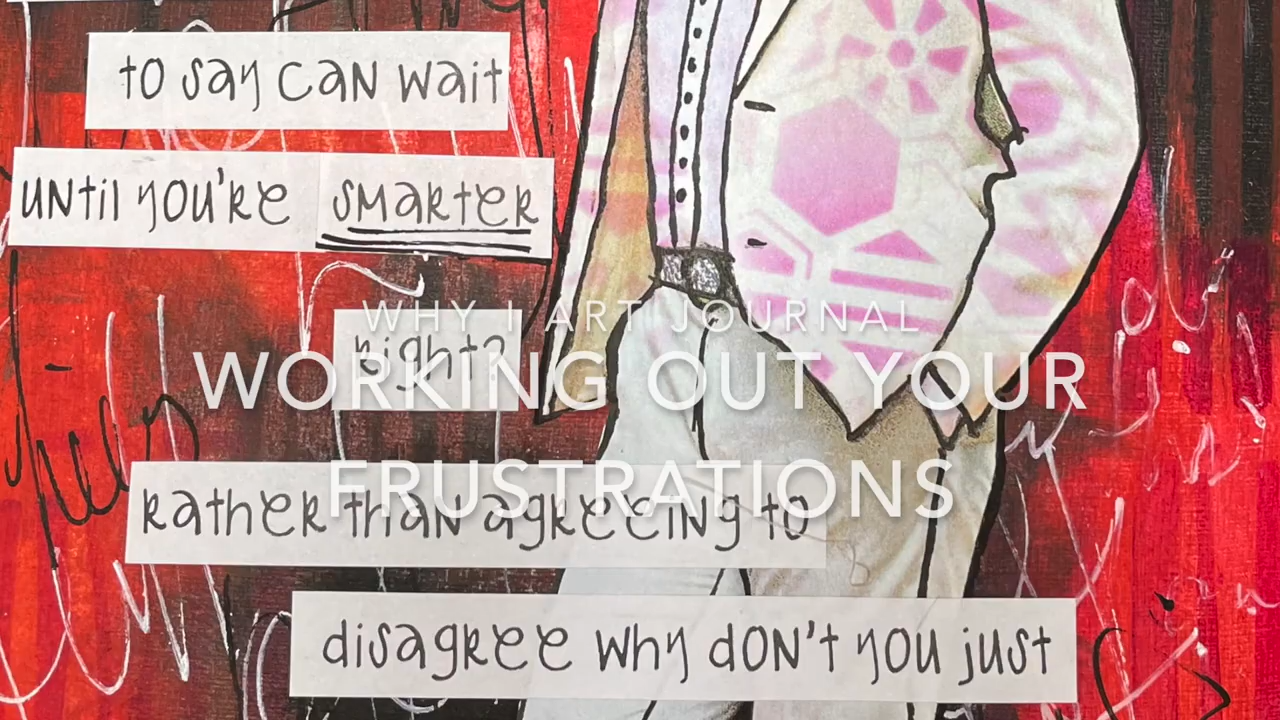 to say can wait
until you're smarter
right?
WHY I ART JOURNAL
WORKING OUT YOUR
FRUSTRATIONS
rather than agreeing to
disagree why don't you just